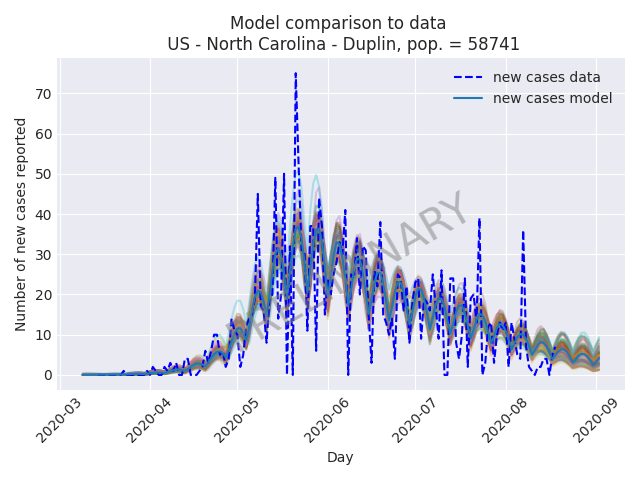 Model comparison to data
US - North Carolina - Duplin, pop. = 58741
Number of new cases reported
70
60
50
40
30
20
10
0
new cases data
new cases model
PRELIMINARY
2020-03
2020-04
2020-05
2020-06
2020-07
2020-08
2020-09
Day